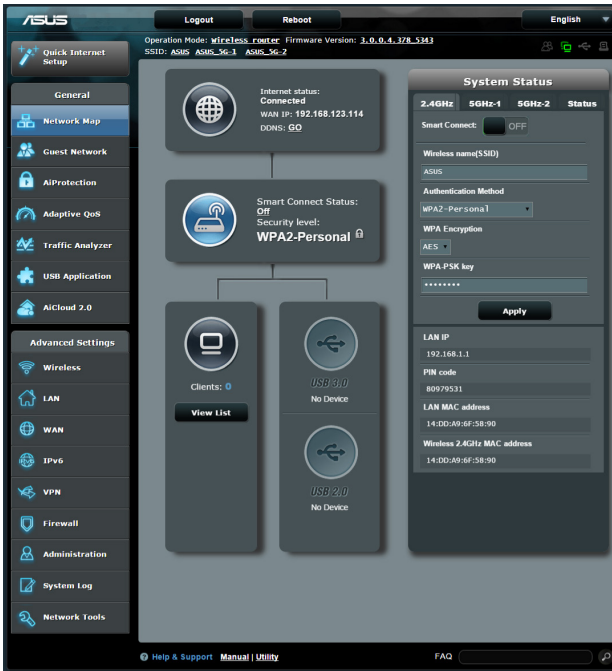 ASUS
Logout
Reboot
English
Quick Internet
Setup
Operation Mode: Wireless router Firmware Version: 3.0.0.4.378_5343
SSID: ASUS ASUS_5G-1 ASUS_5G-2
General
Network Map
Guest Network
AiProtection
Adaptive QoS
Traffic Analyzer
USB Application
AiCloud 2.0
Advanced Settings
Wireless
LAN
WAN
IPv6
VPN
Firewall
Administration
System Log
Network Tools
Internet status:
Connected
WAN IP: 192.168.123.114
DDNS: GO
Smart Connect Status:
Off
Security level:
WPA2-Personal
Clients: 0
View List
USB 3.0
No Device
USB 2.0
No Device
System Status
2.4GHz 5GHz-1 5GHz-2 Status
Smart Connect: OFF
Wireless name(SSID)
ASUS
Authentication Method
WPA2-Personal
WPA Encryption
AES
WPA-PSK key
••••••••
Apply
LAN IP
192.168.1.1
PIN code
80979531
LAN MAC address
14:DD:A9:6F:58:90
Wireless 2.4GHz MAC address
14:DD:A9:6F:58:90
Help & Support Manual | Utility
FAQ